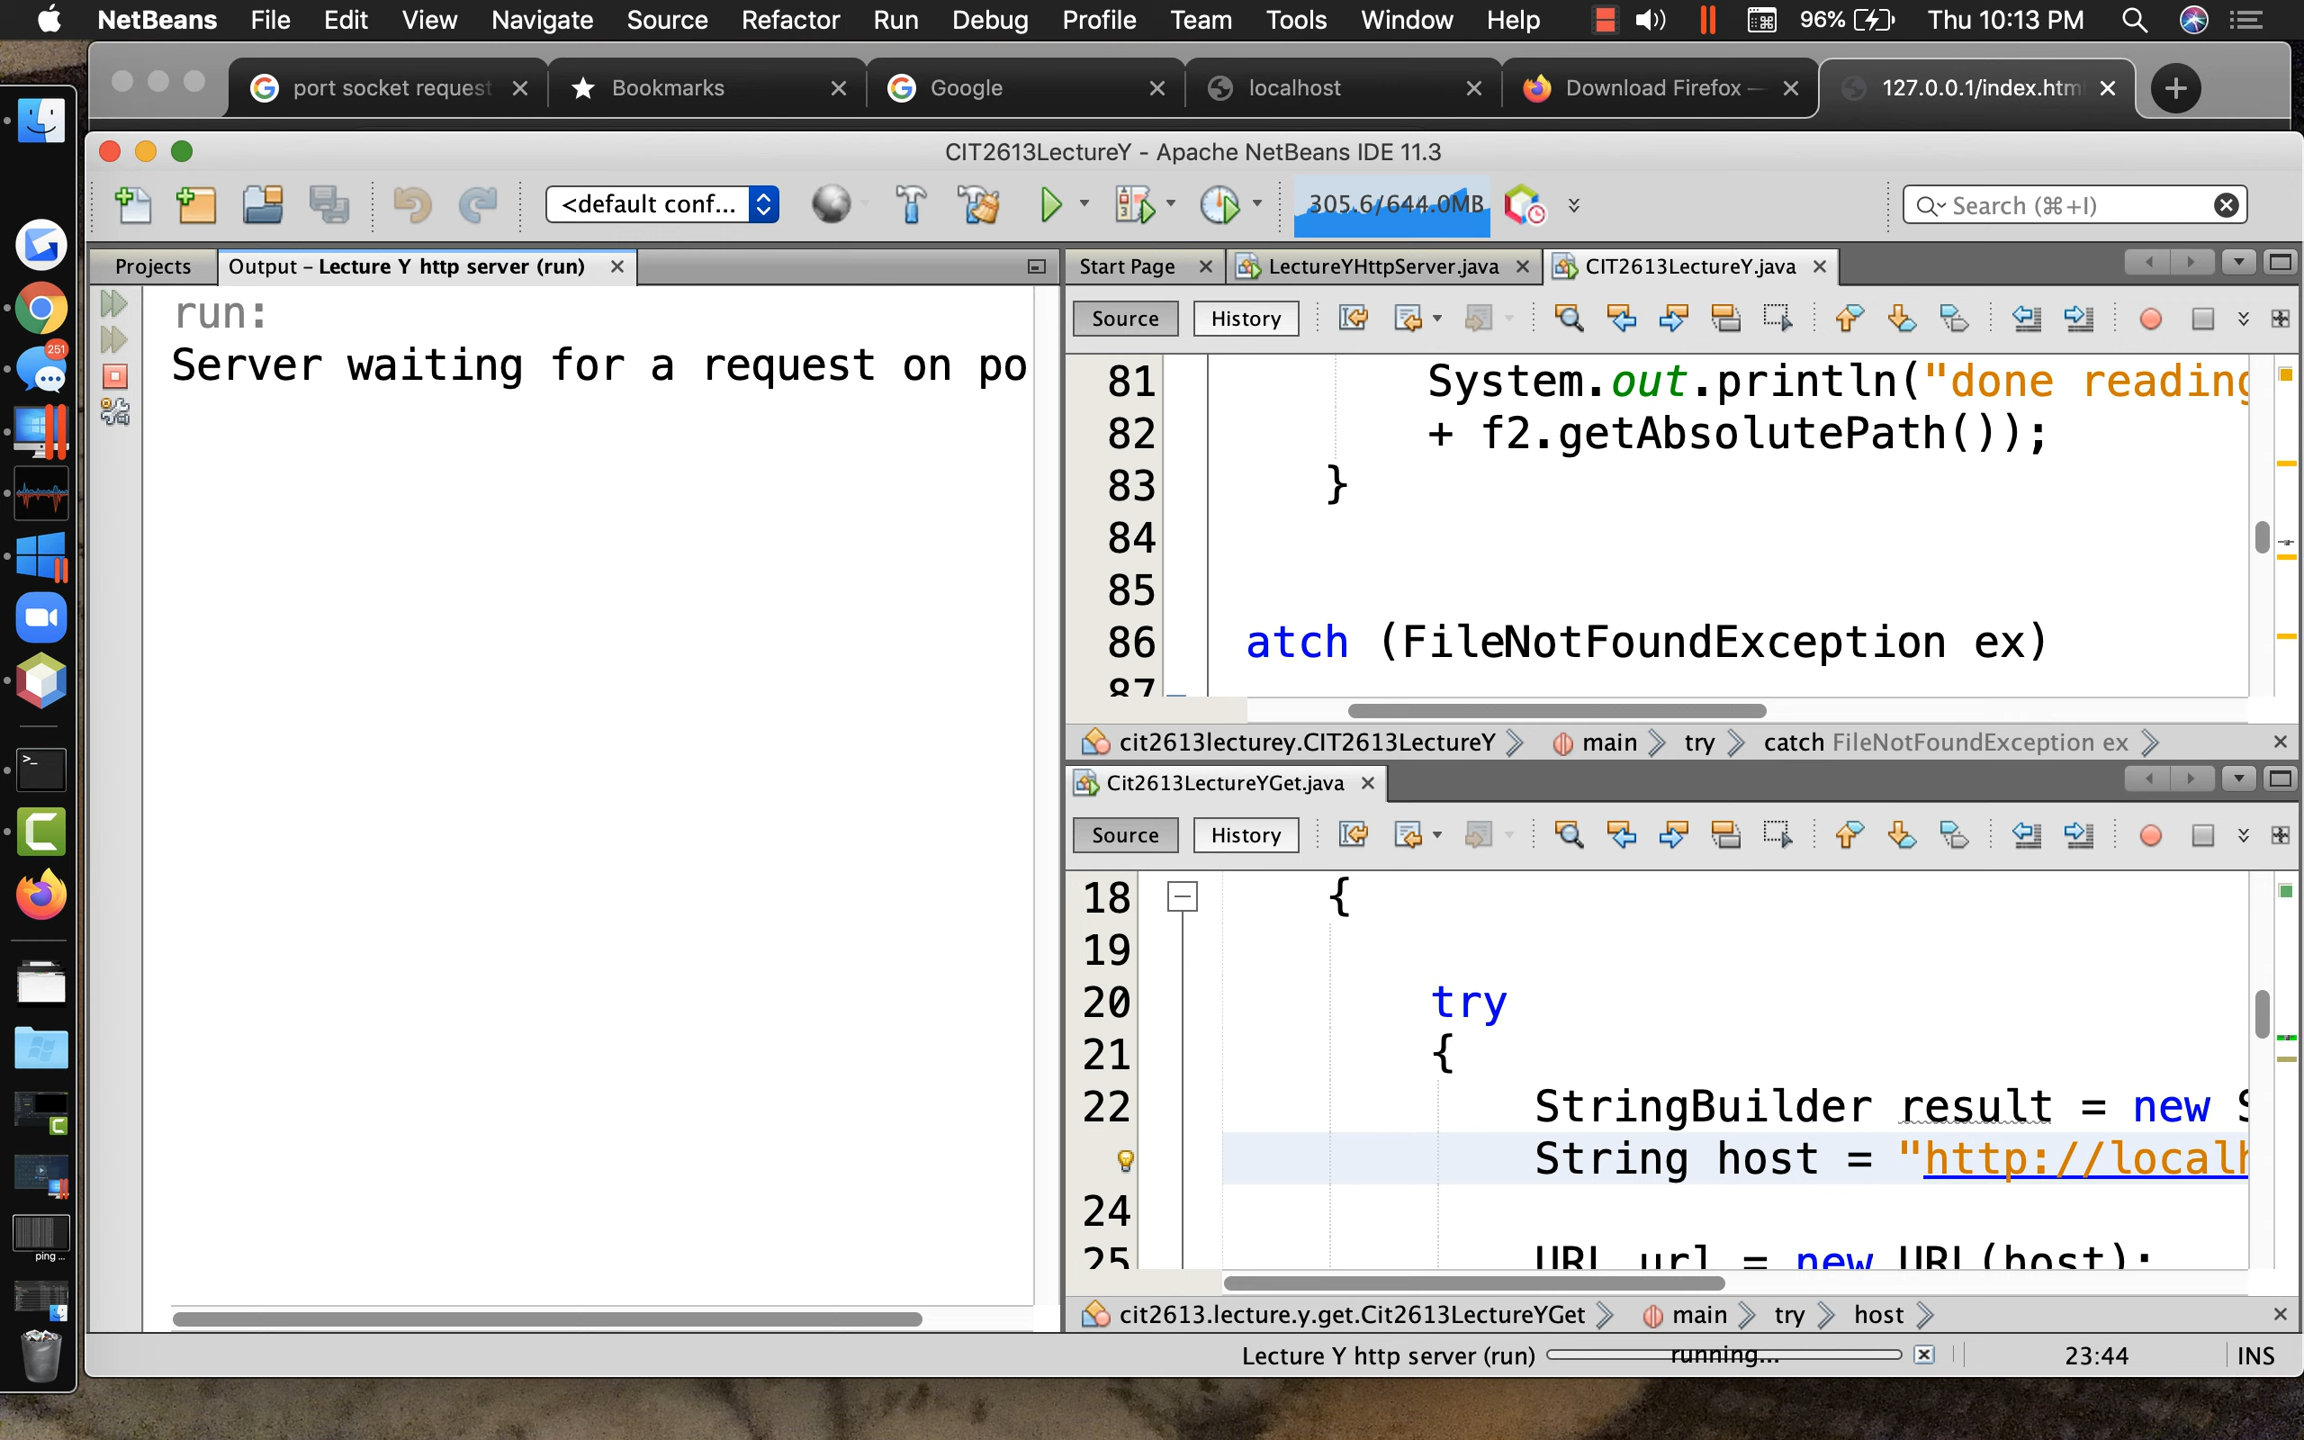 NetBeans File Edit View Navigate Source Refactor Run Debug Profile Team Tools Window Help 96% Thu 10:13 PM
port socket request Bookmarks Google localhost Download Firefox — 127.0.0.1/index.htm
CIT2613LectureY - Apache NetBeans IDE 11.3
<default conf... 305.6/644.0MB Search (⌘+I)
Projects Output – Lecture Y http server (run)
run:
Server waiting for a request on po
Start Page LectureYHttpServer.java CIT2613LectureY.java
Source History
81 System.out.println("done reading
82 + f2.getAbsolutePath());
83 }
84
85
86 atch (FileNotFoundException ex)
87
cit2613lecturey.CIT2613LectureY main try catch FileNotFoundException ex
Cit2613LectureYGet.java
Source History
18 {
19
20 try
21 {
22 StringBuilder result = new S
String host = "http://localh
24
25 URL url = new URL(host);
cit2613.lecture.y.get.Cit2613LectureYGet main try host
Lecture Y http server (run) running... 23:44 INS
251
ping ...